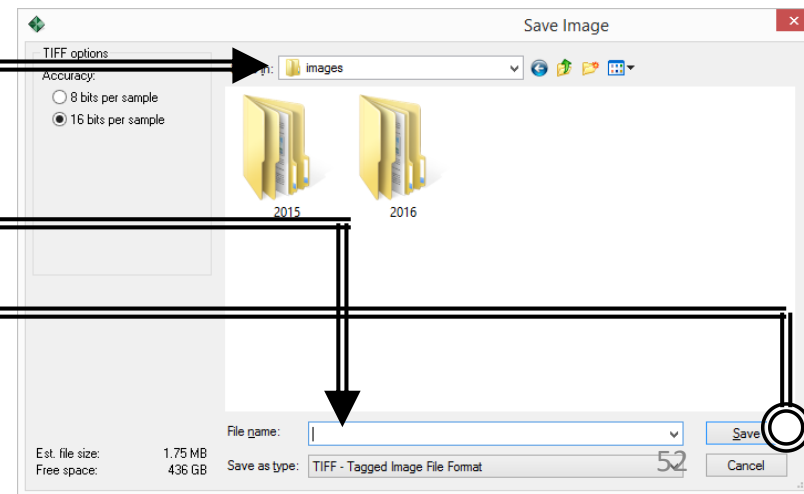 Save Image
TIFF options
Accuracy:
8 bits per sample
16 bits per sample
in: images
2015
2016
File name:
Save
Est. file size: 1.75 MB
Free space: 436 GB
Save as type: TIFF - Tagged Image File Format
52
Cancel